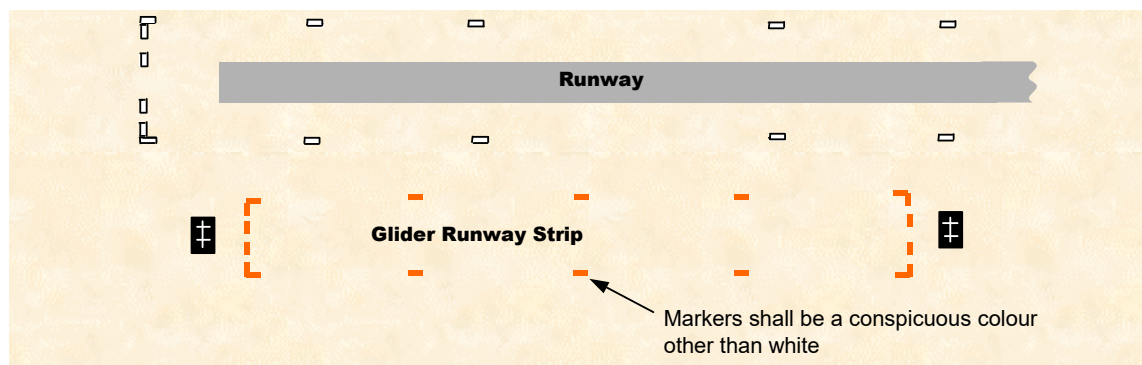 Runway
Glider Runway Strip
Markers shall be a conspicuous colour
other than white